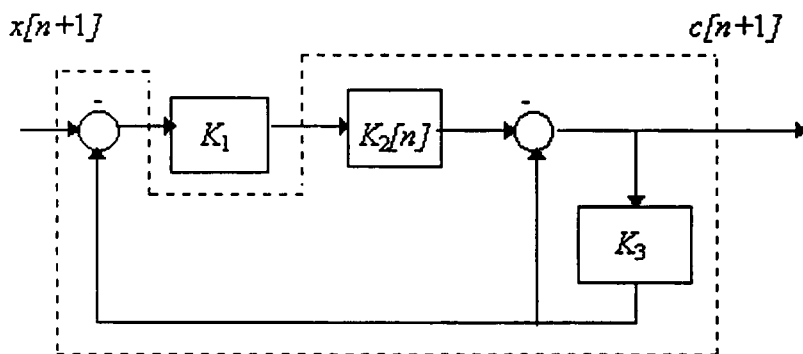 x[n+1] c[n+1]
- -
K₁ K₂[n]
K₃